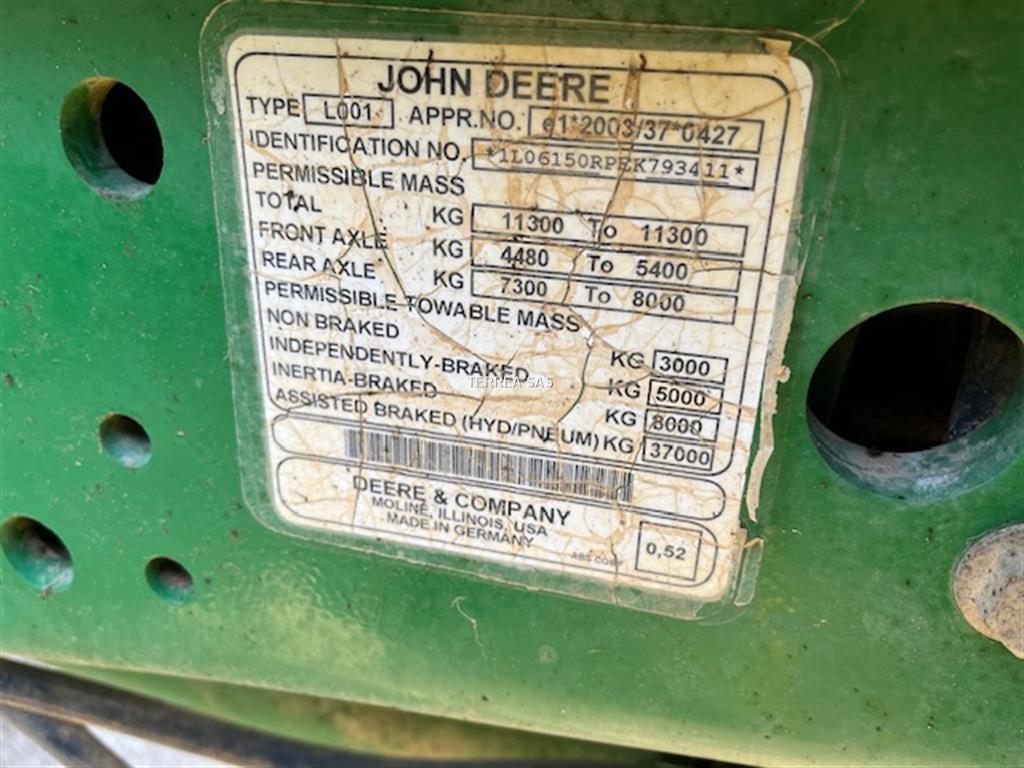 JOHN DEERE
TYPE L001 APPR.NO. e1*2003/37*0427
IDENTIFICATION NO. *1L06150RPEK793411*
PERMISSIBLE MASS
TOTAL KG 11300 To 11300
FRONT AXLE KG 4480 To 5400
REAR AXLE KG 7300 To 8000
PERMISSIBLE TOWABLE MASS
NON BRAKED KG 3000
INDEPENDENTLY-BRAKED KG 5000
INERTIA-BRAKED KG 8000
ASSISTED BRAKED (HYD/PNEUM) KG 37000
TERREA SAS
DEERE & COMPANY
MOLINE, ILLINOIS, USA
MADE IN GERMANY
0,52